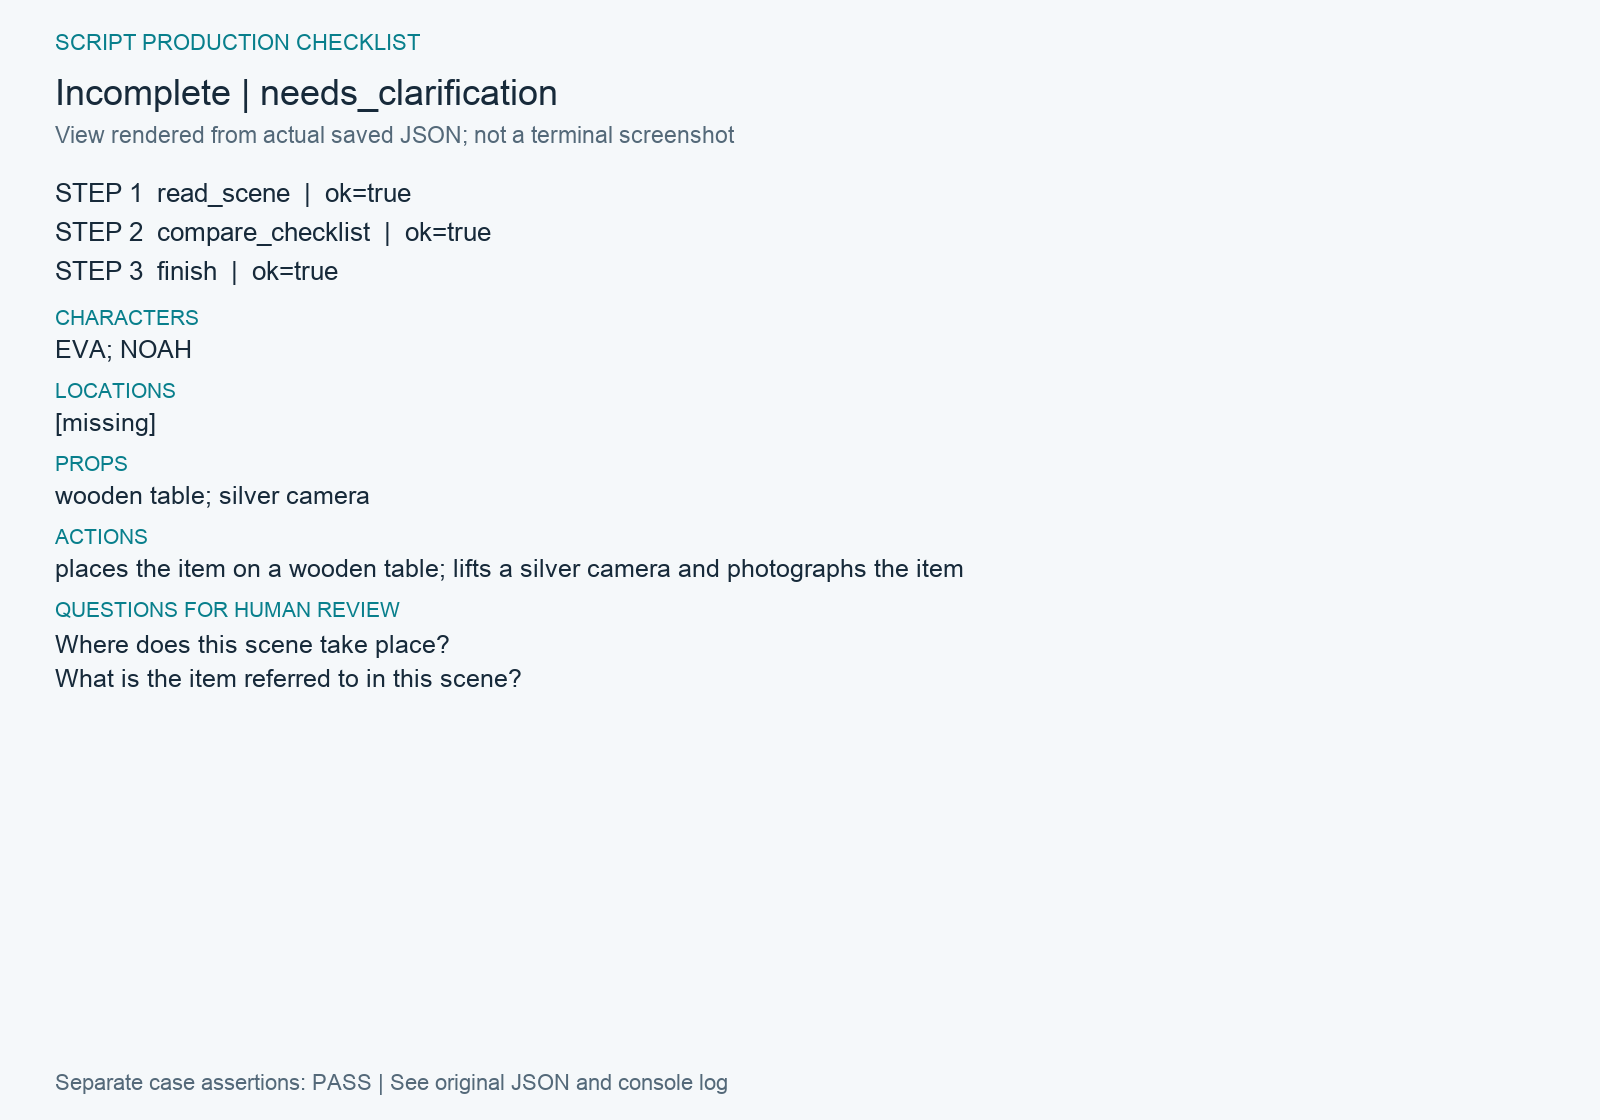 SCRIPT PRODUCTION CHECKLIST
Incomplete | needs_clarification
View rendered from actual saved JSON; not a terminal screenshot
STEP 1  read_scene  |  ok=true
STEP 2  compare_checklist  |  ok=true
STEP 3  finish  |  ok=true
CHARACTERS
EVA; NOAH
LOCATIONS
[missing]
PROPS
wooden table; silver camera
ACTIONS
places the item on a wooden table; lifts a silver camera and photographs the item
QUESTIONS FOR HUMAN REVIEW
Where does this scene take place?
What is the item referred to in this scene?
Separate case assertions: PASS | See original JSON and console log